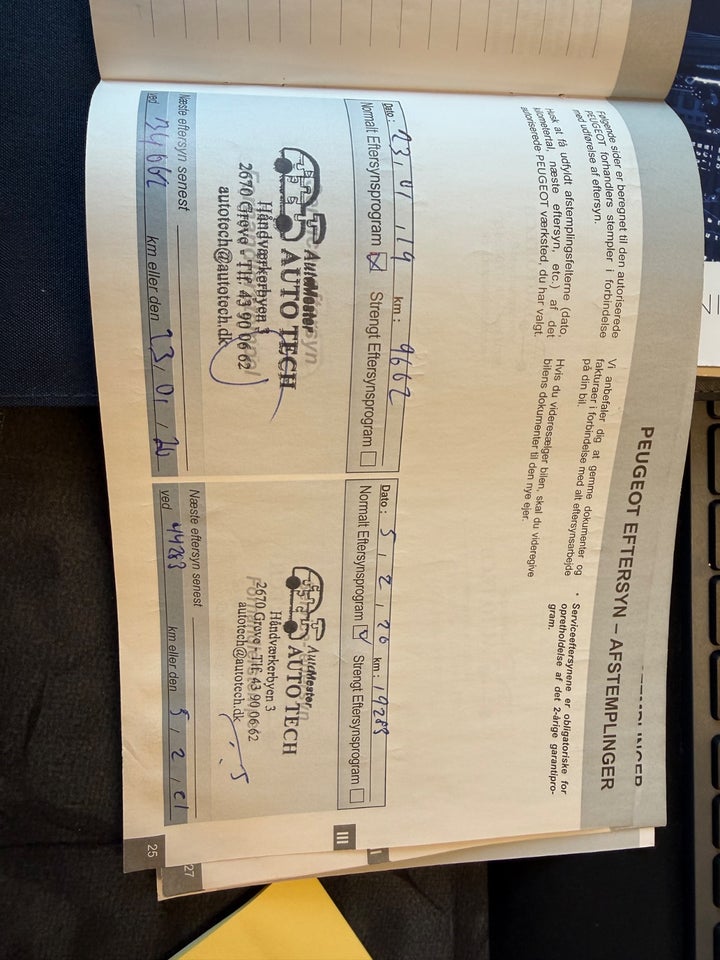 PEUGEOT EFTERSYN – AFSTEMPLINGER
Følgende sider er beregnet til den autoriserede
PEUGEOT forhandlers stempler i forbindelse
med udførelse af eftersyn.
Husk at få udfyldt afstemplingsfelterne (dato,
kilometertal, næste eftersyn, etc.) af det
autoriserede PEUGEOT værksted, du har valgt.
Vi anbefaler dig at gemme dokumenter og
fakturaer i forbindelse med alt eftersynsarbejde
på din bil.
Hvis du videresælger bilen, skal du videregive
bilens dokumenter til den nye ejer.
• Serviceeftersynene er obligatoriske for
opretholdelse af det 2-årige garantipro-
gram.
Dato : 23, 01, 19 km : 9662
Normalt Eftersynsprogram Strengt Eftersynsprogram
AutoMester
AUTO TECH
Håndværkerbyen 3
2670 Greve - Tlf. 43 90 06 62
autotech@autotech.dk
Næste eftersyn senest
ved 34662 km eller den 23, 01, 20
Dato : 5, 2, 20 km : 19283
Normalt Eftersynsprogram Strengt Eftersynsprogram
AutoMester
AUTO TECH
Håndværkerbyen 3
2670 Greve - Tlf. 43 90 06 62
autotech@autotech.dk
Næste eftersyn senest
ved 44283 km eller den 5, 2, 21
III
25
27